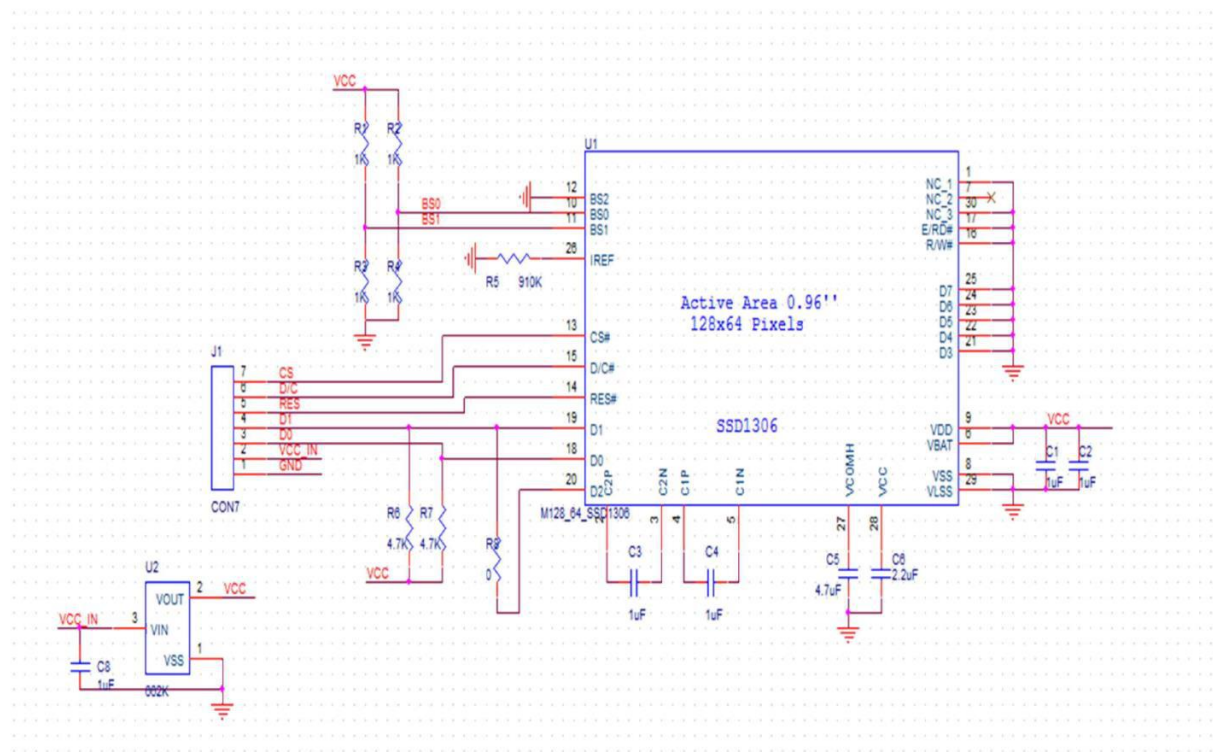 VCC
R1
R2
1K
1K
U1
BS0
BS1
12
10
11
26
BS2
BS0
BS1
IREF
R3
R4
1K
1K
R5
910K
Active Area 0.96''
128x64 Pixels
SSD1306
NC_1
NC_2
NC_3
E/RD#
R/W#
1
7
30
17
16
D7
D6
D5
D4
D3
25
24
23
22
21
J1
7
6
5
4
3
2
1
CS
D/C
RES
D1
D0
VCC_IN
GND
CON7
13
15
14
19
18
20
CS#
D/C#
RES#
D1
D0
D2
VDD
VBAT
VSS
VLSS
9
6
8
29
VCC
C1
C2
1uF
1uF
C2P
C2N
C1P
C1N
VCOMH
VCC
M128_64_SSD1306
2
3
4
5
27
28
R6
R7
4.7K
4.7K
VCC
0
C3
1uF
C4
1uF
C5
4.7uF
C6
2.2uF
U2
VOUT
VIN
VSS
2
3
1
VCC
VCC_IN
C8
1uF
002K